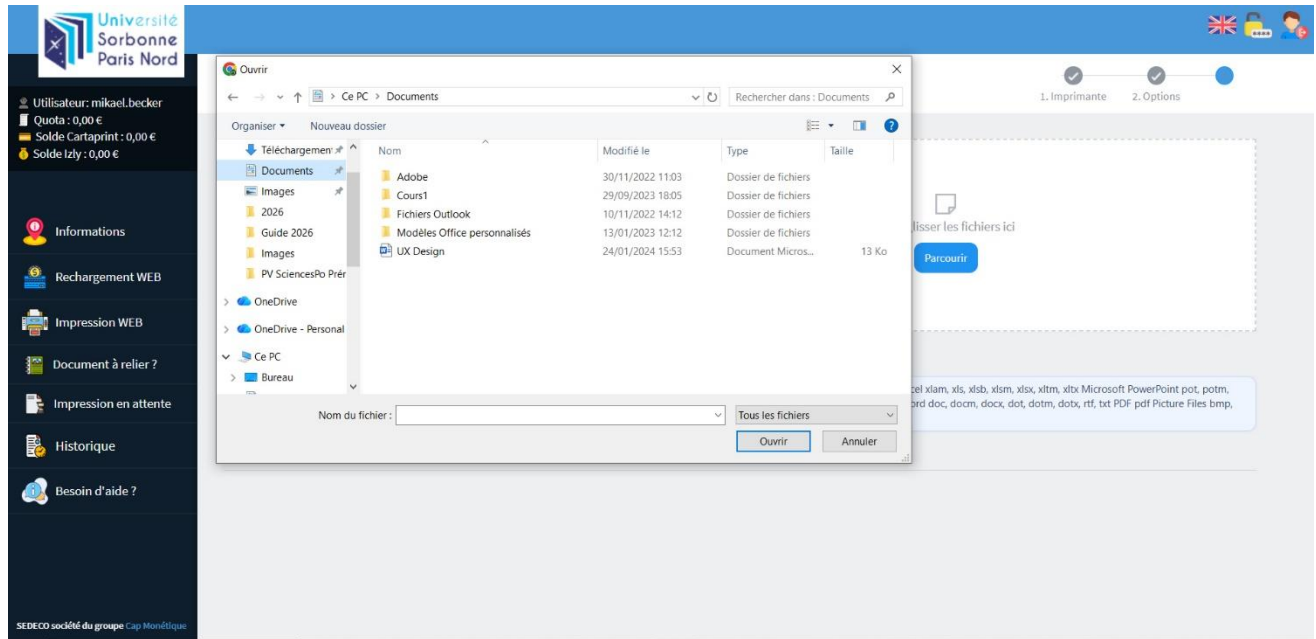 Université
Sorbonne
Paris Nord
Utilisateur: mikael.becker
Quota : 0,00 €
Solde Cartaprint : 0,00 €
Solde Izly : 0,00 €
Informations
Rechargement WEB
Impression WEB
Document à relier ?
Impression en attente
Historique
Besoin d'aide ?
SEDECO société du groupe Cap Monétique
1. Imprimante 2. Options
Ouvrir
Ce PC > Documents
Rechercher dans : Documents
Organiser Nouveau dossier
Téléchargemen
Documents
Images
2026
Guide 2026
Images
PV SciencesPo Prér
OneDrive
OneDrive - Personal
Ce PC
Bureau
Nom Modifié le Type Taille
Adobe 30/11/2022 11:03 Dossier de fichiers
Cours1 29/09/2023 18:05 Dossier de fichiers
Fichiers Outlook 10/11/2022 14:12 Dossier de fichiers
Modèles Office personnalisés 13/01/2023 12:12 Dossier de fichiers
UX Design 24/01/2024 15:53 Document Micros... 13 Ko
Nom du fichier : Tous les fichiers
Ouvrir Annuler
lisser les fichiers ici
Parcourir
cel xlam, xls, xlsb, xlsm, xlsx, xltm, xltx Microsoft PowerPoint pot, potm,
ord doc, docm, docx, dot, dotm, dotx, rtf, txt PDF pdf Picture Files bmp,